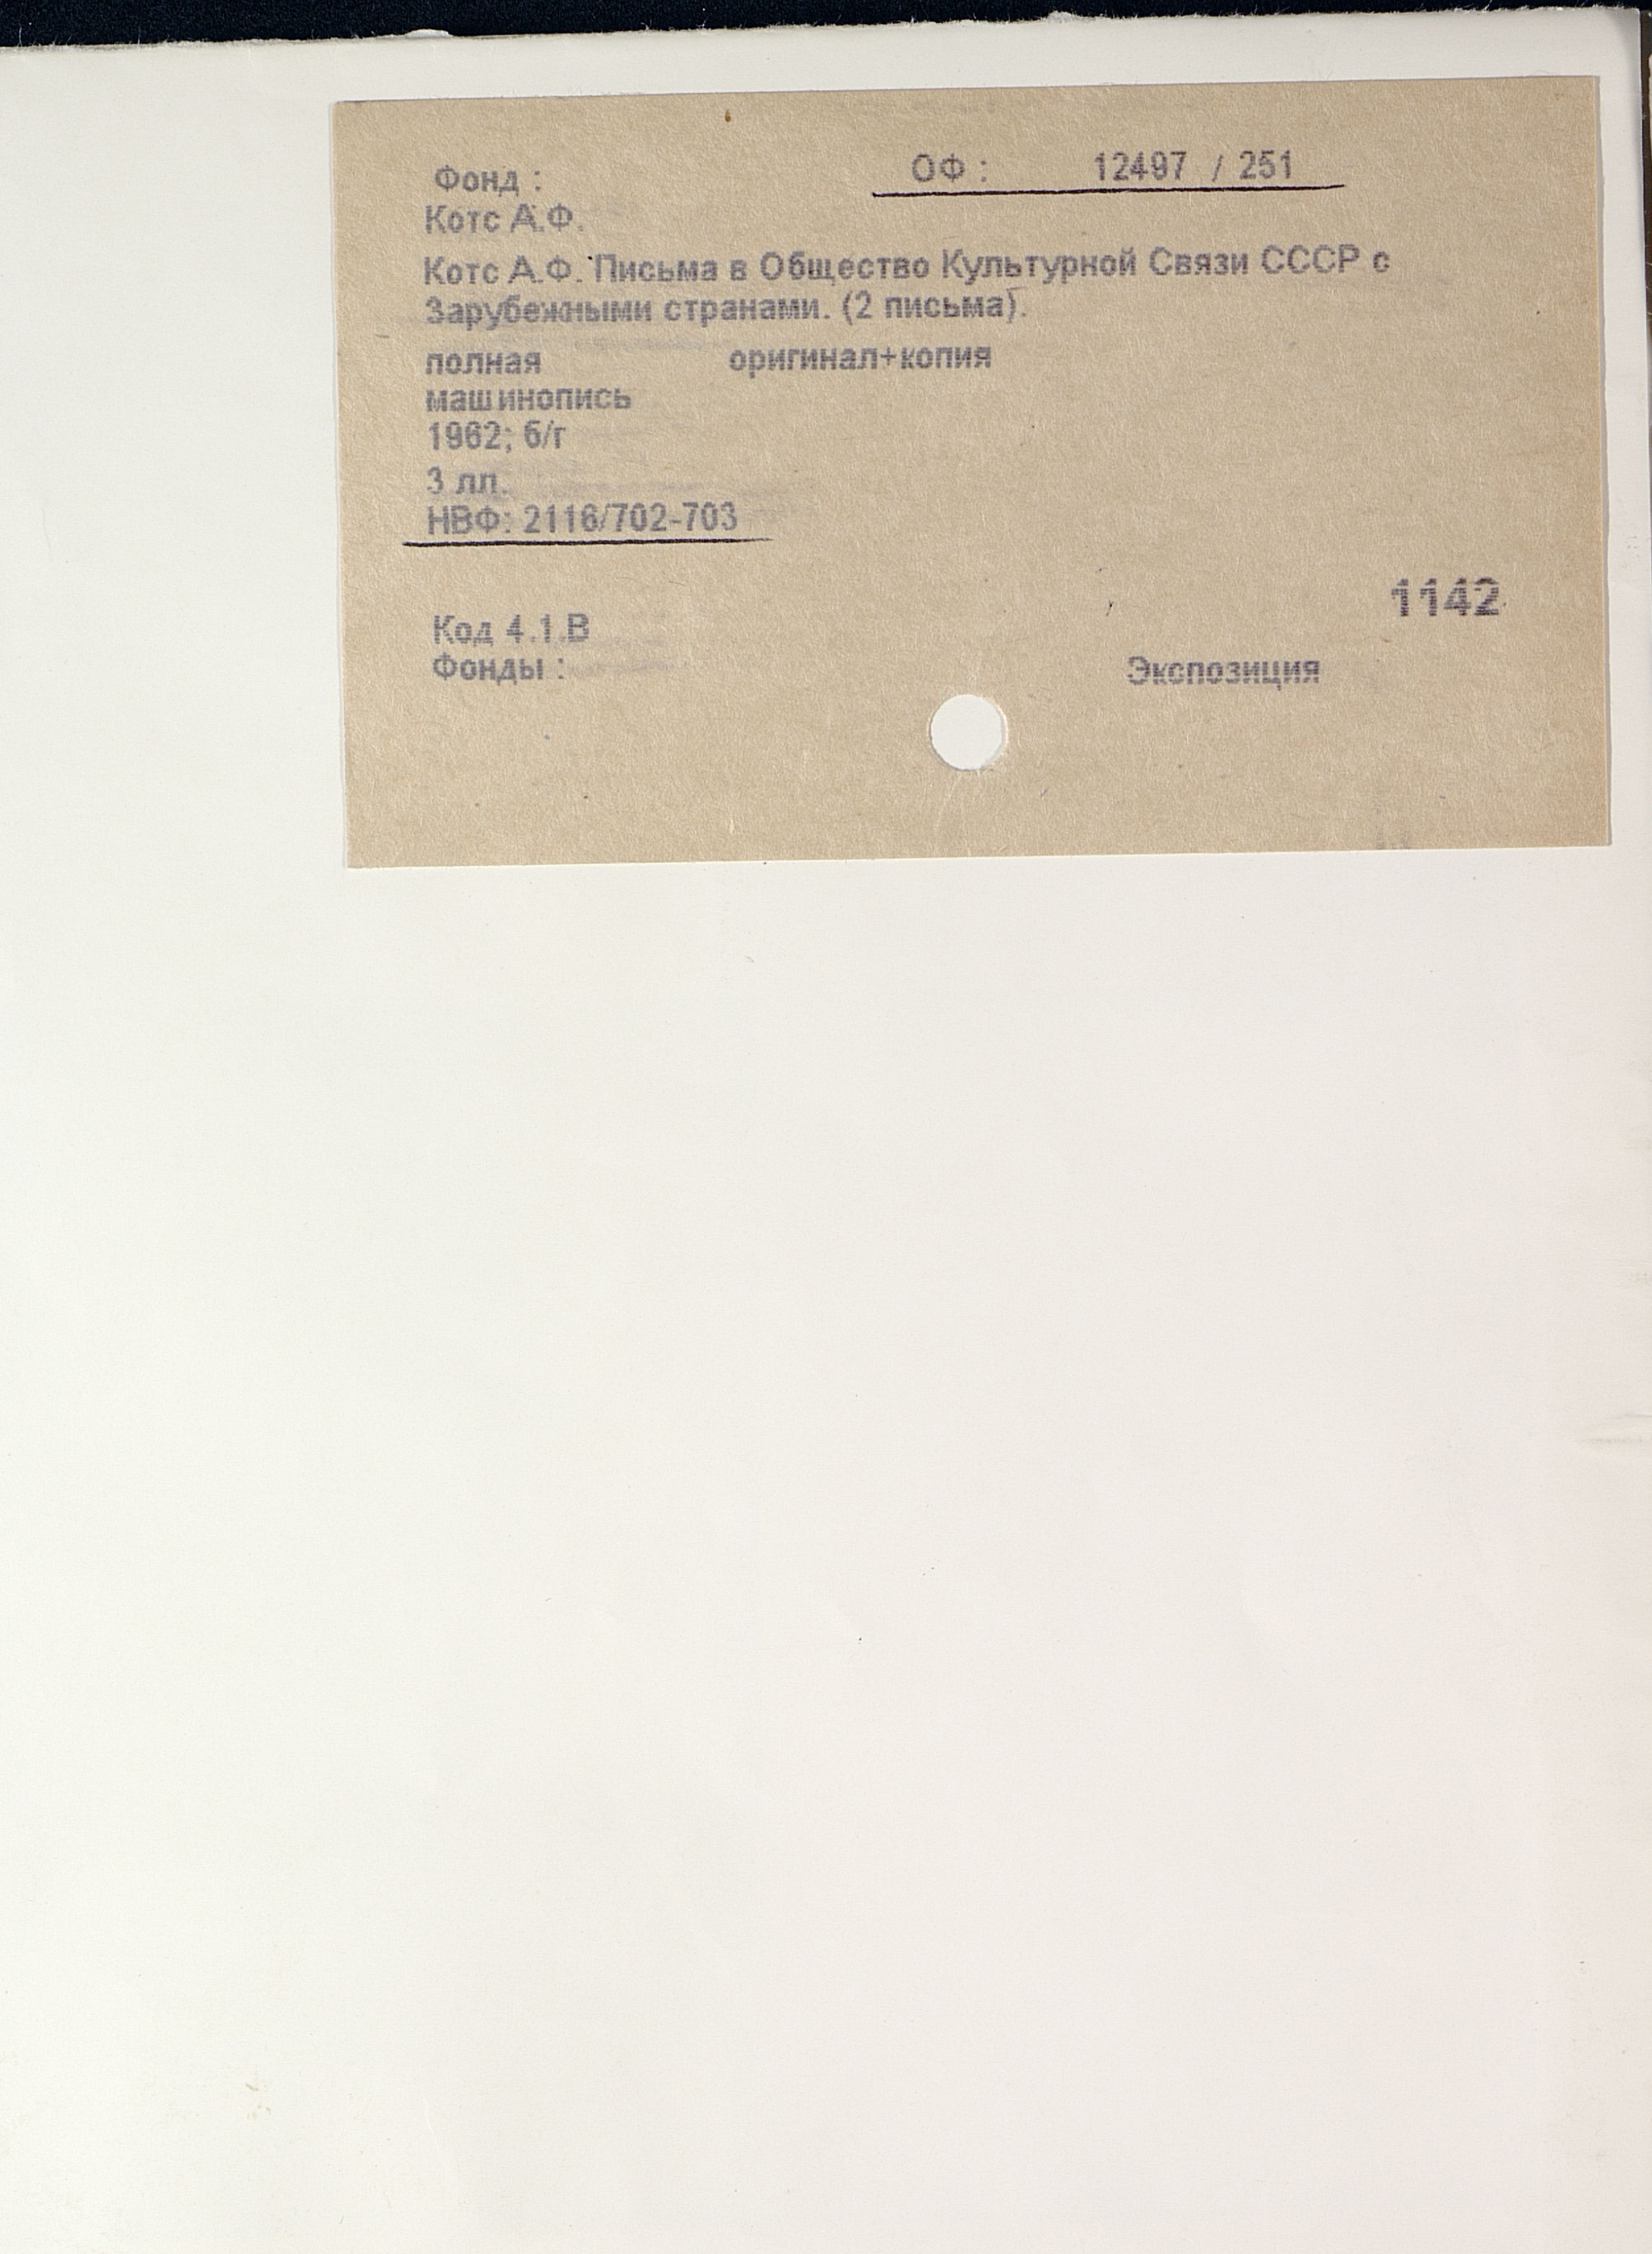 Фонд : ОФ : 12497 / 251
Котс А.Ф.
Котс А.Ф. Письма в Общество Культурной Связи СССР с
Зарубежными странами. (2 письма).
полная оригинал+копия
машинопись
1962; б/г
3 лл.
НВФ: 2116/702-703
1142
Код 4.1.В
Фонды : Экспозиция